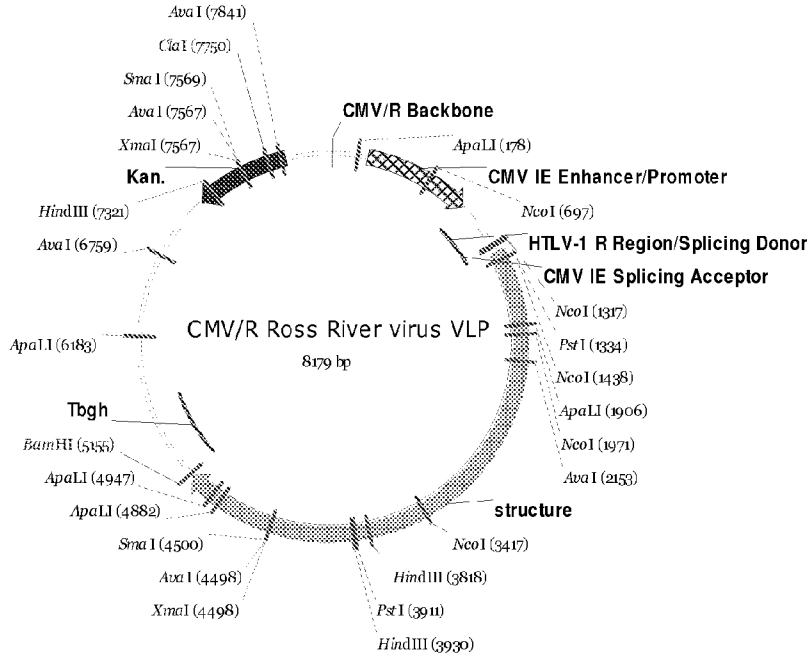 AvaI (7841)
ClaI (7750)
SmaI (7569)
AvaI (7567)
XmaI (7567)
Kan.
HindIII (7321)
AvaI (6759)
ApaLI (6183)
Tbgh
BamHI (5155)
ApaLI (4947)
ApaLI (4882)
SmaI (4500)
AvaI (4498)
XmaI (4498)
CMV/R Backbone
ApaLI (178)
CMV IE Enhancer/Promoter
NcoI (697)
HTLV-1 R Region/Splicing Donor
CMV IE Splicing Acceptor
NcoI (1317)
PstI (1334)
NcoI (1438)
ApaLI (1906)
NcoI (1971)
AvaI (2153)
structure
NcoI (3417)
HindIII (3818)
PstI (3911)
HindIII (3930)
CMV/R Ross River virus VLP
8179 bp